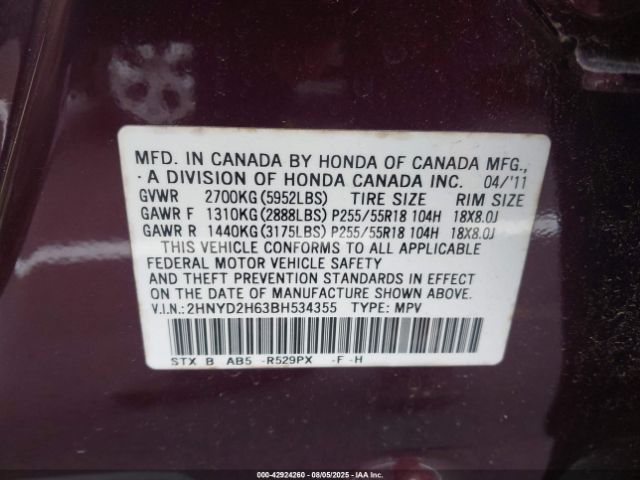 MFD. IN CANADA BY HONDA OF CANADA MFG.,
A DIVISION OF HONDA CANADA INC. 04/'11
GVWR 2700KG(5952LBS) TIRE SIZE RIM SIZE
GAWR F 1310KG(2888LBS) P255/55R18 104H 18X8.0J
GAWR R 1440KG(3175LBS) P255/55R18 104H 18X8.0J
THIS VEHICLE CONFORMS TO ALL APPLICABLE
FEDERAL MOTOR VEHICLE SAFETY
AND THEFT PREVENTION STANDARDS IN EFFECT
ON THE DATE OF MANUFACTURE SHOWN ABOVE.
V.I.N.: 2HNYD2H63BH534355 TYPE: MPV
STX B AB5 -R529PX -F -H
000-42924260 - 08/05/2025 - IAA Inc.